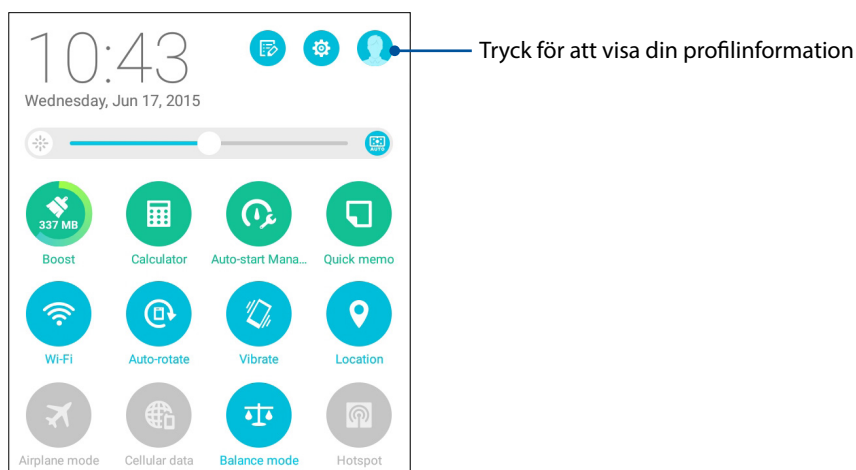 10:43
Tryck för att visa din profilinformation
Wednesday, Jun 17, 2015
AUTO
337 MB
Boost Calculator Auto-start Mana... Quick memo
Wi-Fi Auto-rotate Vibrate Location
Airplane mode Cellular data Balance mode Hotspot